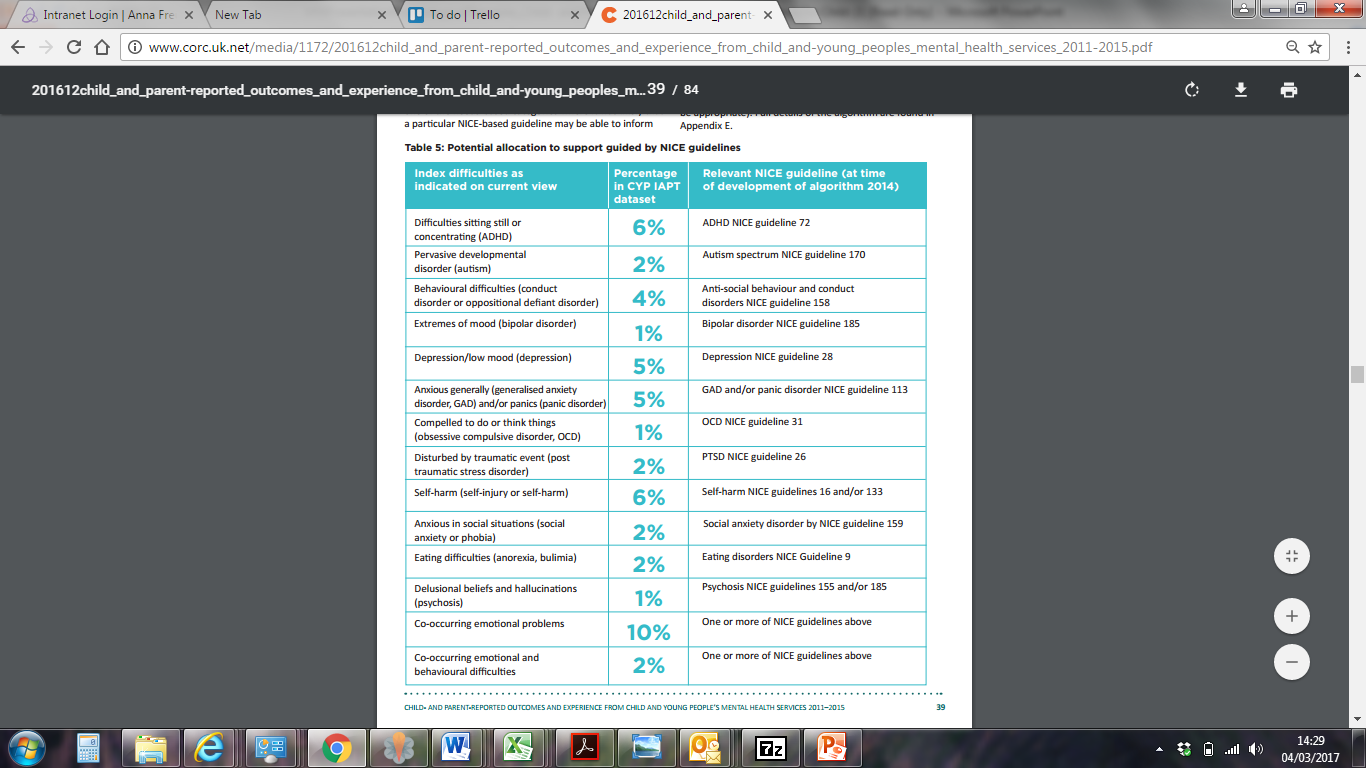 Intranet Login | Anna Fre
New Tab
To do | Trello
201612child_and_parent-
www.corc.uk.net/media/1172/201612child_and_parent-reported_outcomes_and_experience_from_child_and-young_peoples_mental_health_services_2011-2015.pdf
201612child_and_parent-reported_outcomes_and_experience_from_child_and-young_peoples_m... 39 / 84
a particular NICE-based guideline may be able to inform
Appendix E.
Table 5: Potential allocation to support guided by NICE guidelines
Index difficulties as
indicated on current view
Percentage
in CYP IAPT
dataset
Relevant NICE guideline (at time
of development of algorithm 2014)
Difficulties sitting still or
concentrating (ADHD)
6%
ADHD NICE guideline 72
Pervasive developmental
disorder (autism)
2%
Autism spectrum NICE guideline 170
Behavioural difficulties (conduct
disorder or oppositional defiant disorder)
4%
Anti-social behaviour and conduct
disorders NICE guideline 158
Extremes of mood (bipolar disorder)
1%
Bipolar disorder NICE guideline 185
Depression/low mood (depression)
5%
Depression NICE guideline 28
Anxious generally (generalised anxiety
disorder, GAD) and/or panics (panic disorder)
5%
GAD and/or panic disorder NICE guideline 113
Compelled to do or think things
(obsessive compulsive disorder, OCD)
1%
OCD NICE guideline 31
Disturbed by traumatic event (post
traumatic stress disorder)
2%
PTSD NICE guideline 26
Self-harm (self-injury or self-harm)
6%
Self-harm NICE guidelines 16 and/or 133
Anxious in social situations (social
anxiety or phobia)
2%
Social anxiety disorder by NICE guideline 159
Eating difficulties (anorexia, bulimia)
2%
Eating disorders NICE Guideline 9
Delusional beliefs and hallucinations
(psychosis)
1%
Psychosis NICE guidelines 155 and/or 185
Co-occurring emotional problems
10%
One or more of NICE guidelines above
Co-occurring emotional and
behavioural difficulties
2%
One or more of NICE guidelines above
CHILD- AND PARENT-REPORTED OUTCOMES AND EXPERIENCE FROM CHILD AND YOUNG PEOPLE'S MENTAL HEALTH SERVICES 2011–2015
39
14:29
04/03/2017